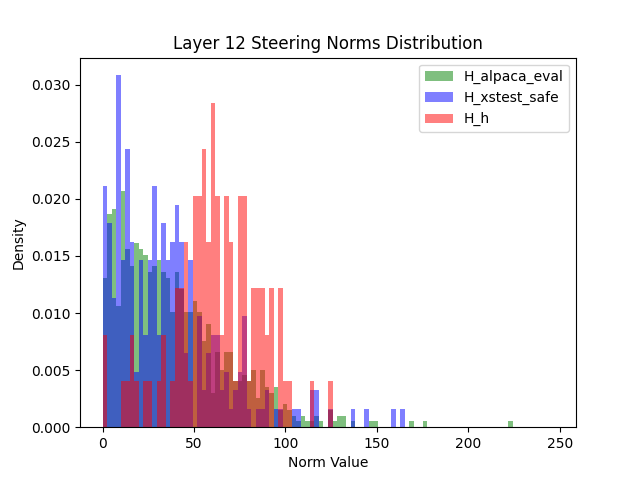 Layer 12 Steering Norms Distribution
H_alpaca_eval
H_xstest_safe
H_h
0.030
0.025
0.020
0.015
0.010
0.005
0.000
Density
0 50 100 150 200 250
Norm Value